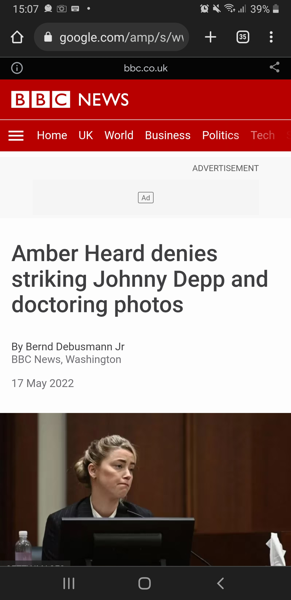 15:07
39%
google.com/amp/s/w
35
bbc.co.uk
BBC NEWS
Home UK World Business Politics Tech
ADVERTISEMENT
Ad
Amber Heard denies
striking Johnny Depp and
doctoring photos
By Bernd Debusmann Jr
BBC News, Washington
17 May 2022